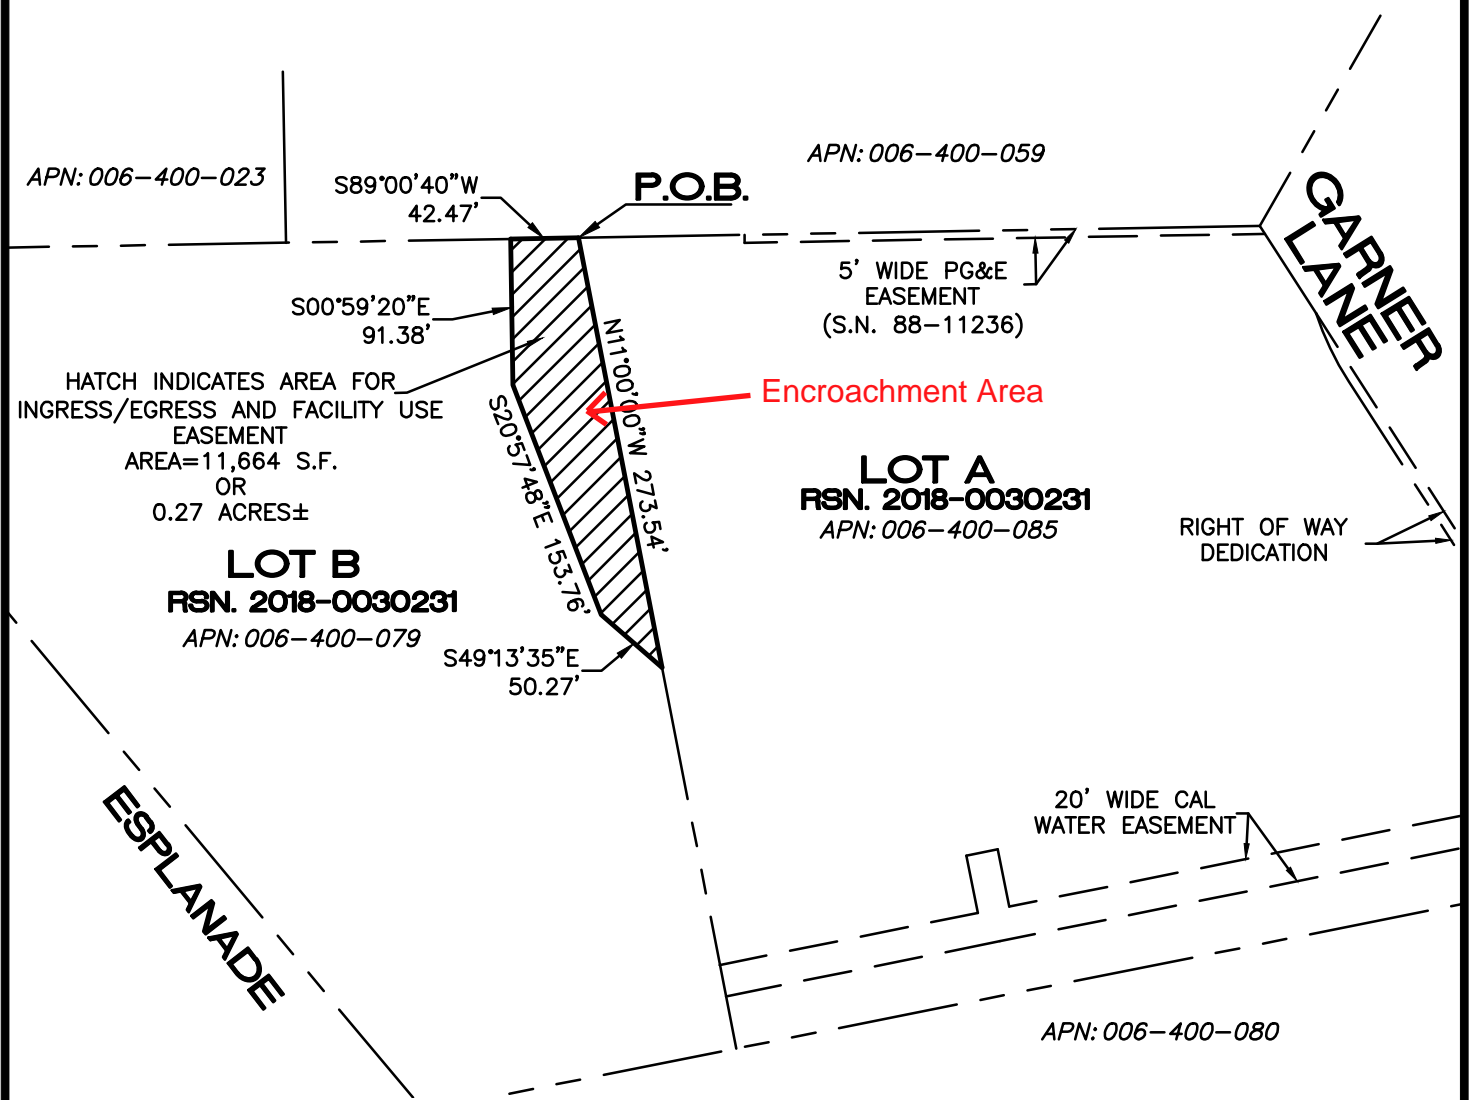 APN: 006-400-023
S89°00'40"W
42.47'
P.O.B.
APN: 006-400-059
GARNER
LANE
5' WIDE PG&E
EASEMENT
(S.N. 88-11236)
S00°59'20"E
91.38'
HATCH INDICATES AREA FOR
INGRESS/EGRESS AND FACILITY USE
EASEMENT
AREA=11,664 S.F.
OR
0.27 ACRES±
N11°00'00"W 273.54'
Encroachment Area
S20°57'48"E 153.76'
LOT A
RSN. 2018-0030231
APN: 006-400-085
RIGHT OF WAY
DEDICATION
LOT B
RSN. 2018-0030231
APN: 006-400-079
S49°13'35"E
50.27'
ESPLANADE
20' WIDE CAL
WATER EASEMENT
APN: 006-400-080